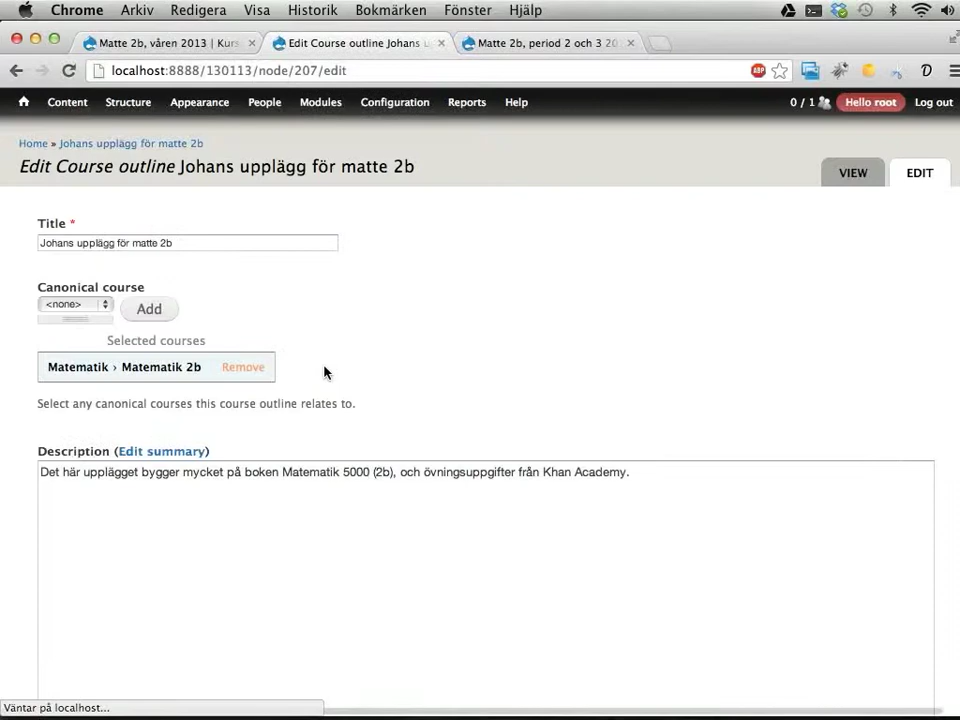 Chrome Arkiv Redigera Visa Historik Bokmärken Fönster Hjälp
Matte 2b, våren 2013 | Kurs Edit Course outline Johans u Matte 2b, period 2 och 3 20
localhost:8888/130113/node/207/edit ABP D
Content Structure Appearance People Modules Configuration Reports Help 0 / 1 Hello root Log out
Home » Johans upplägg för matte 2b
Edit Course outline Johans upplägg för matte 2b VIEW EDIT
Title *
Johans upplägg för matte 2b
Canonical course
<none> Add
Selected courses
Matematik › Matematik 2b Remove
Select any canonical courses this course outline relates to.
Description (Edit summary)
Det här upplägget bygger mycket på boken Matematik 5000 (2b), och övningsuppgifter från Khan Academy.
Väntar på localhost...